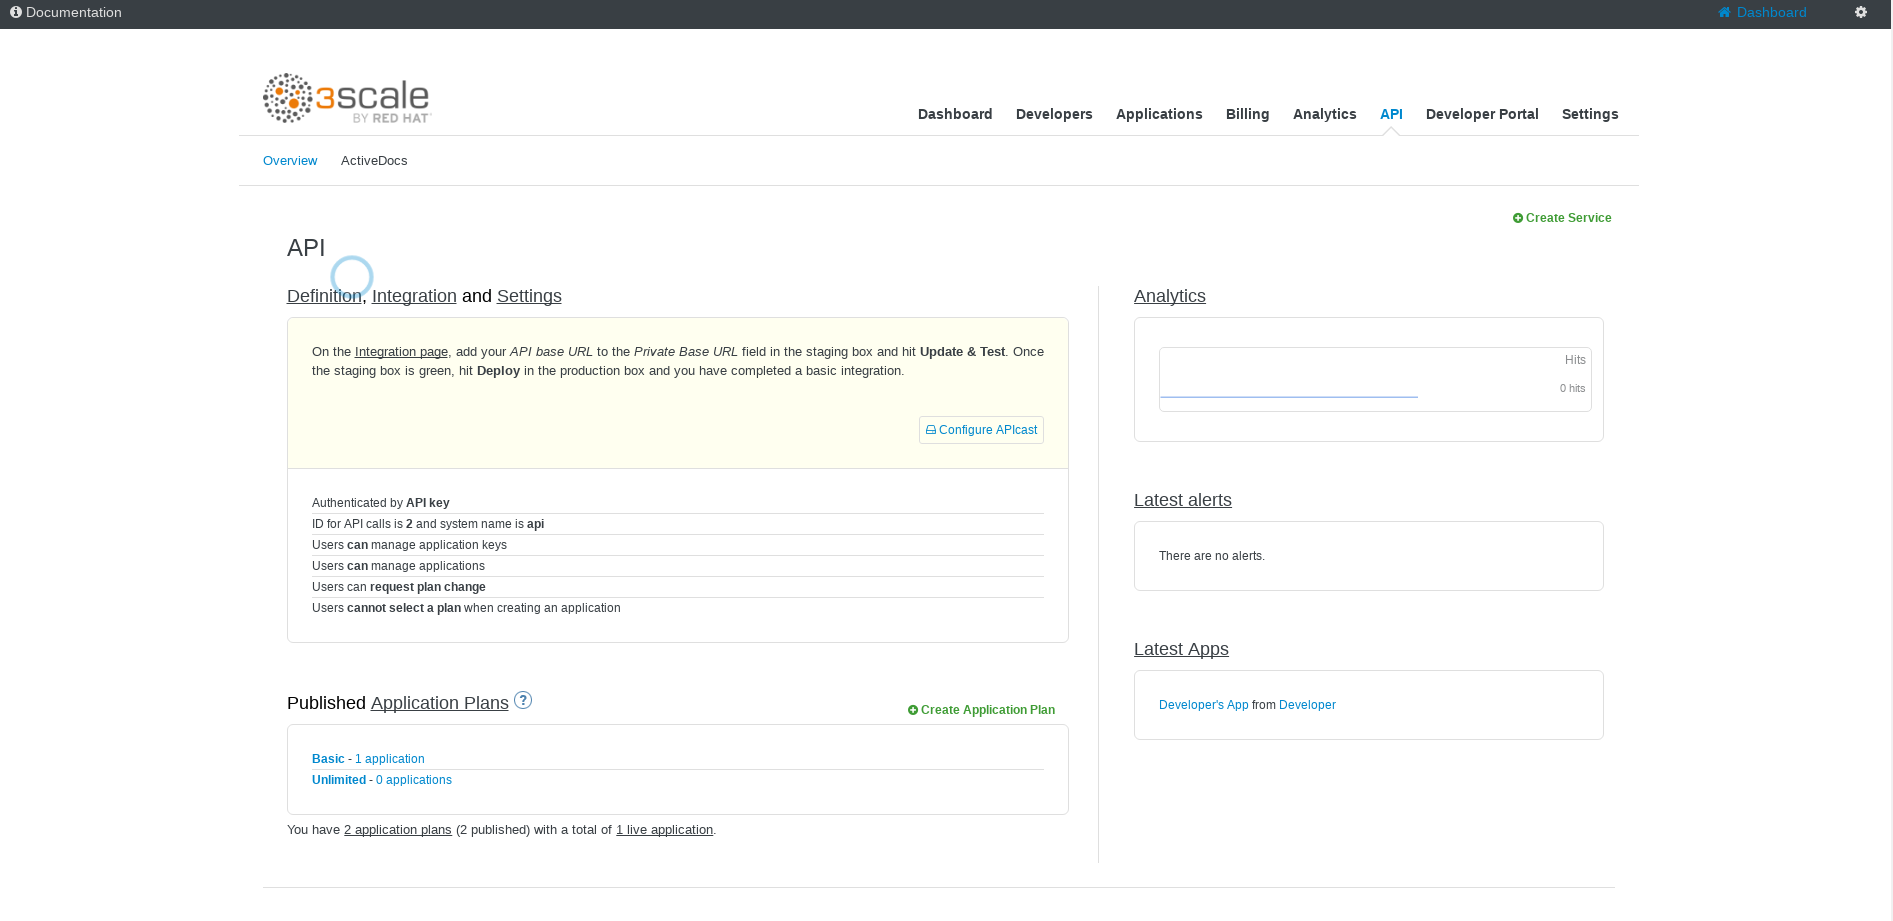 Documentation
Dashboard
3scale
BY RED HAT
Dashboard Developers Applications Billing Analytics API Developer Portal Settings
Overview ActiveDocs
Create Service
API
Definition, Integration and Settings
On the Integration page, add your API base URL to the Private Base URL field in the staging box and hit Update & Test. Once
the staging box is green, hit Deploy in the production box and you have completed a basic integration.
Configure APIcast
Authenticated by API key
ID for API calls is 2 and system name is api
Users can manage application keys
Users can manage applications
Users can request plan change
Users cannot select a plan when creating an application
Published Application Plans ?
Create Application Plan
Basic - 1 application
Unlimited - 0 applications
You have 2 application plans (2 published) with a total of 1 live application.
Analytics
Hits
0 hits
Latest alerts
There are no alerts.
Latest Apps
Developer's App from Developer